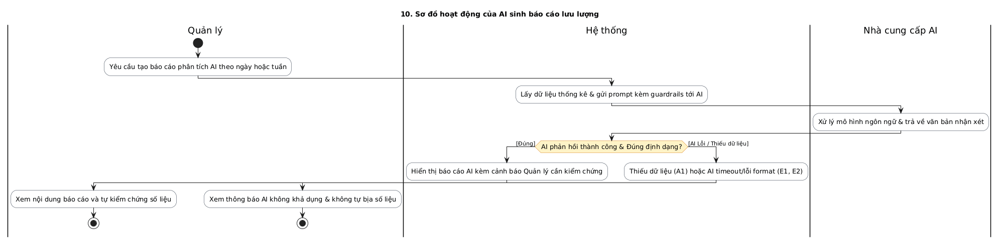 10. Sơ đồ hoạt động của AI sinh báo cáo lưu lượng
Quản lý
Hệ thống
Nhà cung cấp AI
Yêu cầu tạo báo cáo phân tích AI theo ngày hoặc tuần
Lấy dữ liệu thống kê & gửi prompt kèm guardrails tới AI
Xử lý mô hình ngôn ngữ & trả về văn bản nhận xét
[Đúng]
AI phản hồi thành công & Đúng định dạng?
[AI Lỗi / Thiếu dữ liệu]
Hiển thị báo cáo AI kèm cảnh báo Quản lý cần kiểm chứng
Thiếu dữ liệu (A1) hoặc AI timeout/lỗi format (E1, E2)
Xem nội dung báo cáo và tự kiểm chứng số liệu
Xem thông báo AI không khả dụng & không tự bịa số liệu